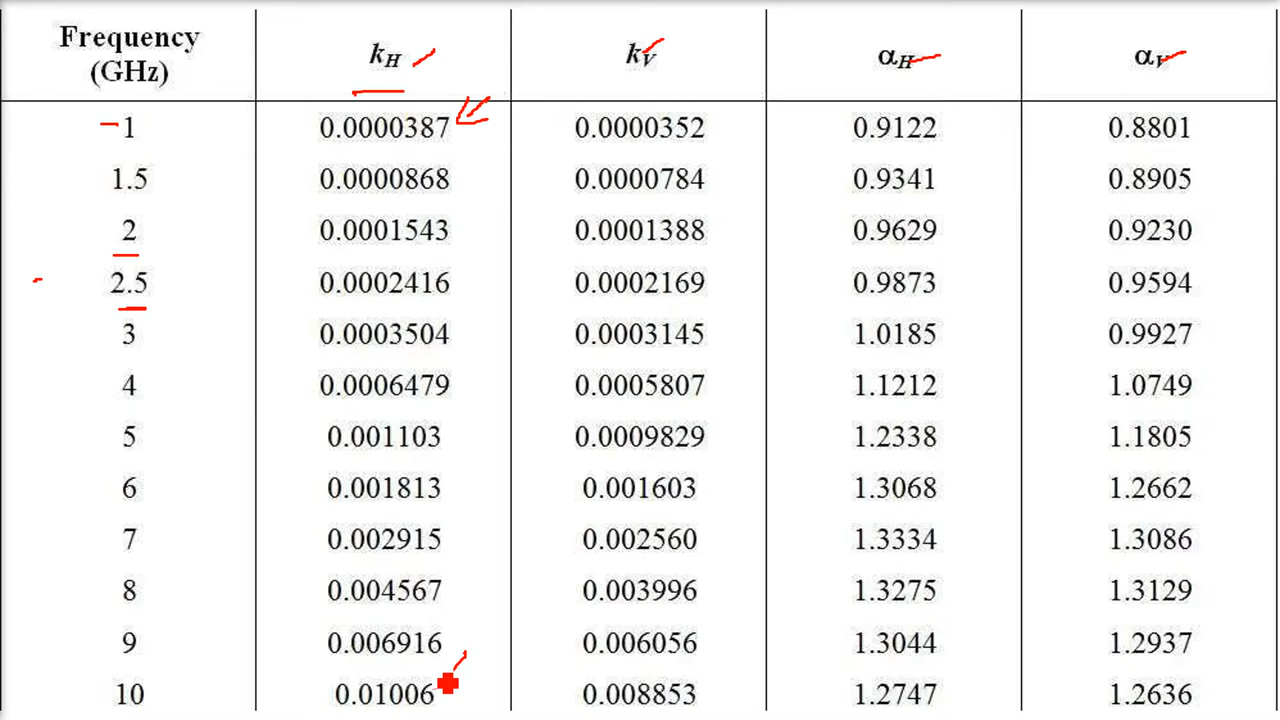 Frequency (GHz) kH kV αH αV
1 0.0000387 0.0000352 0.9122 0.8801
1.5 0.0000868 0.0000784 0.9341 0.8905
2 0.0001543 0.0001388 0.9629 0.9230
2.5 0.0002416 0.0002169 0.9873 0.9594
3 0.0003504 0.0003145 1.0185 0.9927
4 0.0006479 0.0005807 1.1212 1.0749
5 0.001103 0.0009829 1.2338 1.1805
6 0.001813 0.001603 1.3068 1.2662
7 0.002915 0.002560 1.3334 1.3086
8 0.004567 0.003996 1.3275 1.3129
9 0.006916 0.006056 1.3044 1.2937
10 0.01006 0.008853 1.2747 1.2636